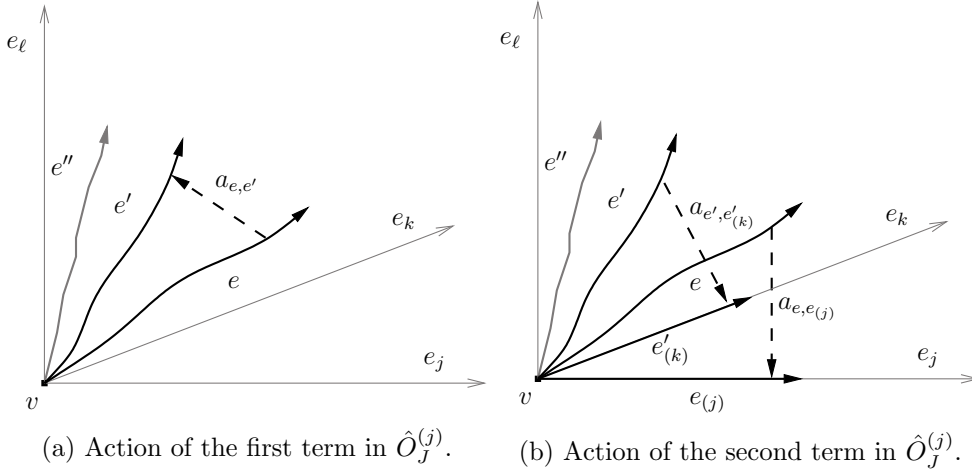 e_ℓ
e''
e'
a_{e,e'}
e_k
e
e_j
v
(a) Action of the first term in Ô_J^{(j)}.
e_ℓ
e''
e'
a_{e',e'_{(k)}}
e_k
e
a_{e,e_{(j)}}
e'_{(k)}
e_j
v
e_{(j)}
(b) Action of the second term in Ô_J^{(j)}.